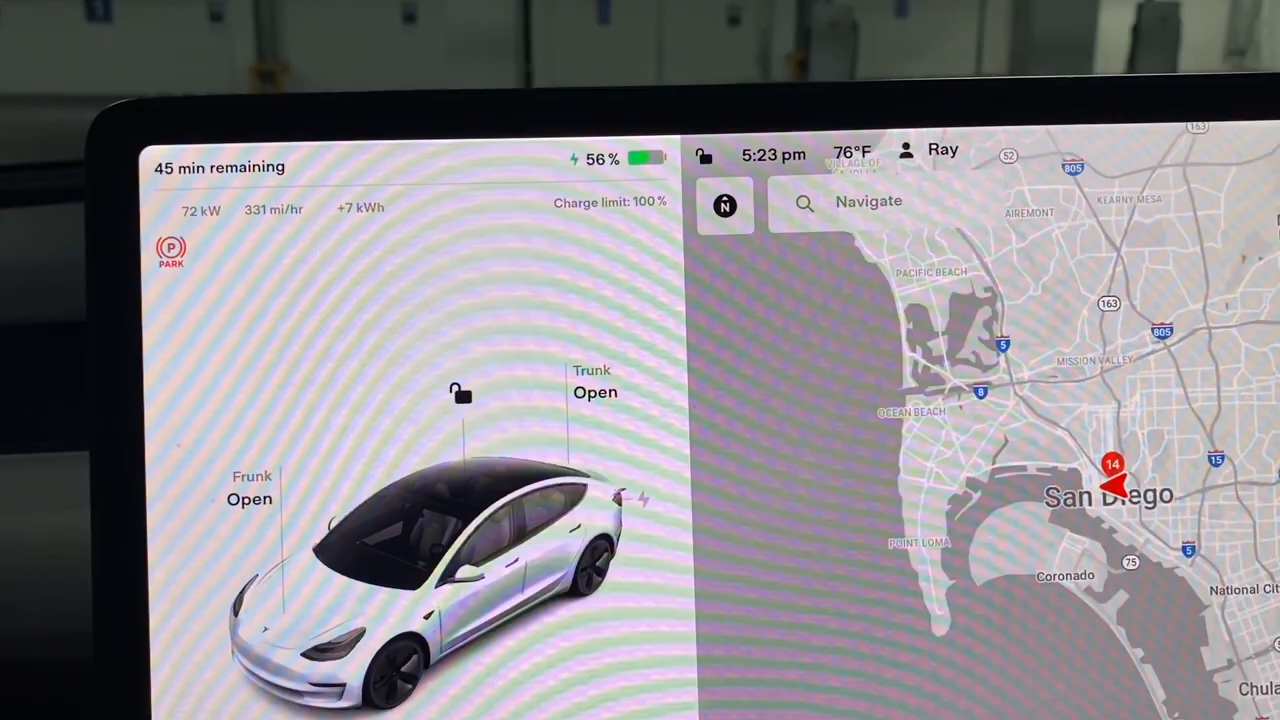 45 min remaining
56%
72 kW 331 mi/hr +7 kWh
Charge limit: 100%
P
PARK
Trunk
Open
Frunk
Open
5:23 pm 76°F Ray
N
Navigate
163
52
805
KEARNY MESA
AIREMONT
PACIFIC BEACH
163
805
5
MISSION VALLEY
8
OCEAN BEACH
15
14
San Diego
POINT LOMA
5
75
Coronado
National Cit
Chula